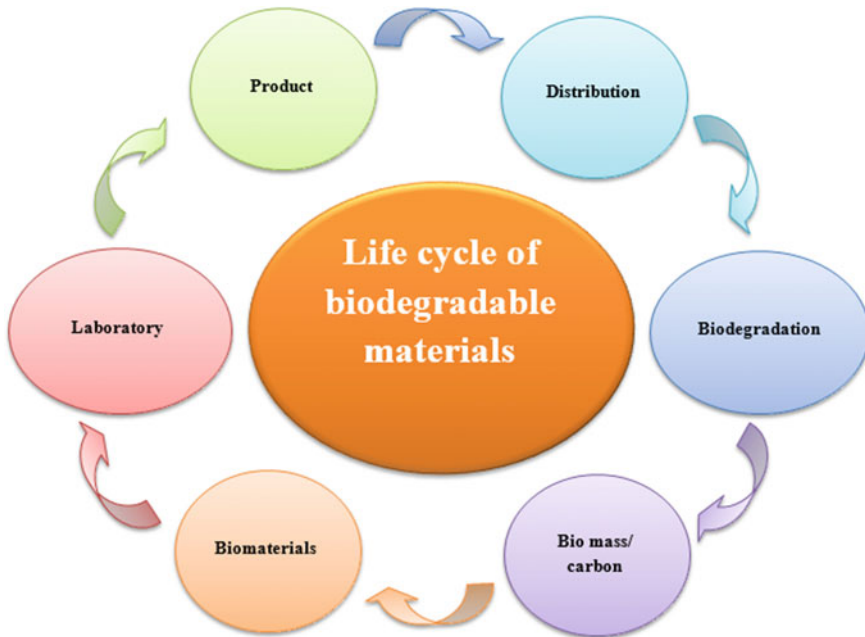 Product
Distribution
Life cycle of
biodegradable
materials
Laboratory
Biodegradation
Biomaterials
Bio mass/
carbon